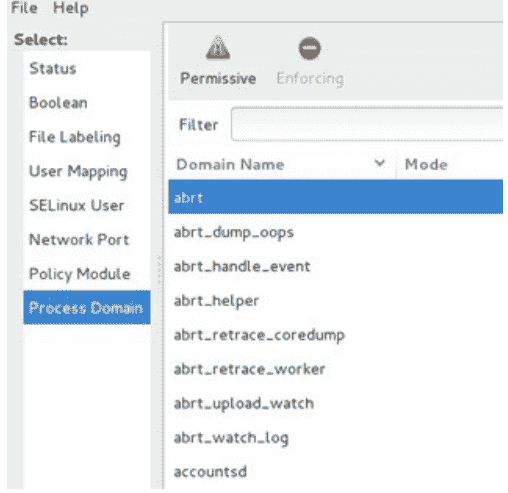 File Help
Select:
Status
Boolean
File Labeling
User Mapping
SELinux User
Network Port
Policy Module
Process Domain
Permissive Enforcing
Filter
Domain Name Mode
abrt
abrt_dump_oops
abrt_handle_event
abrt_helper
abrt_retrace_coredump
abrt_retrace_worker
abrt_upload_watch
abrt_watch_log
accountsd